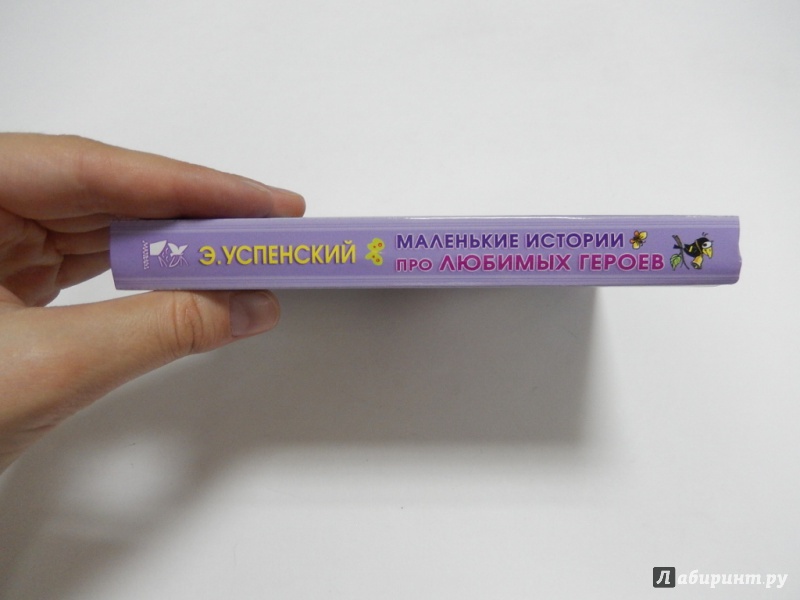 Э.УСПЕНСКИЙ
МАЛЕНЬКИЕ ИСТОРИИ
ПРО ЛЮБИМЫХ ГЕРОЕВ
Лабиринт.ру